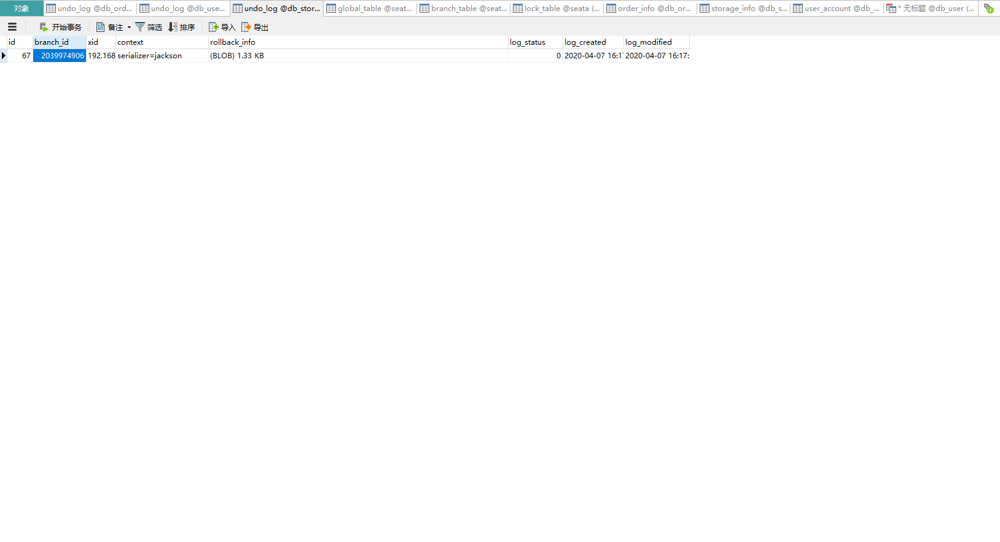 对象 undo_log @db_ord... undo_log @db_use... undo_log @db_stor... global_table @seat... branch_table @seat... lock_table @seata (... order_info @db_or... storage_info @db_s... user_account @db_... * 无标题 @db_user (...
开始事务 备注 筛选 排序 导入 导出
id branch_id xid context rollback_info log_status log_created log_modified
67 2039974906 192.168 serializer=jackson (BLOB) 1.33 KB 0 2020-04-07 16:1 2020-04-07 16:17: